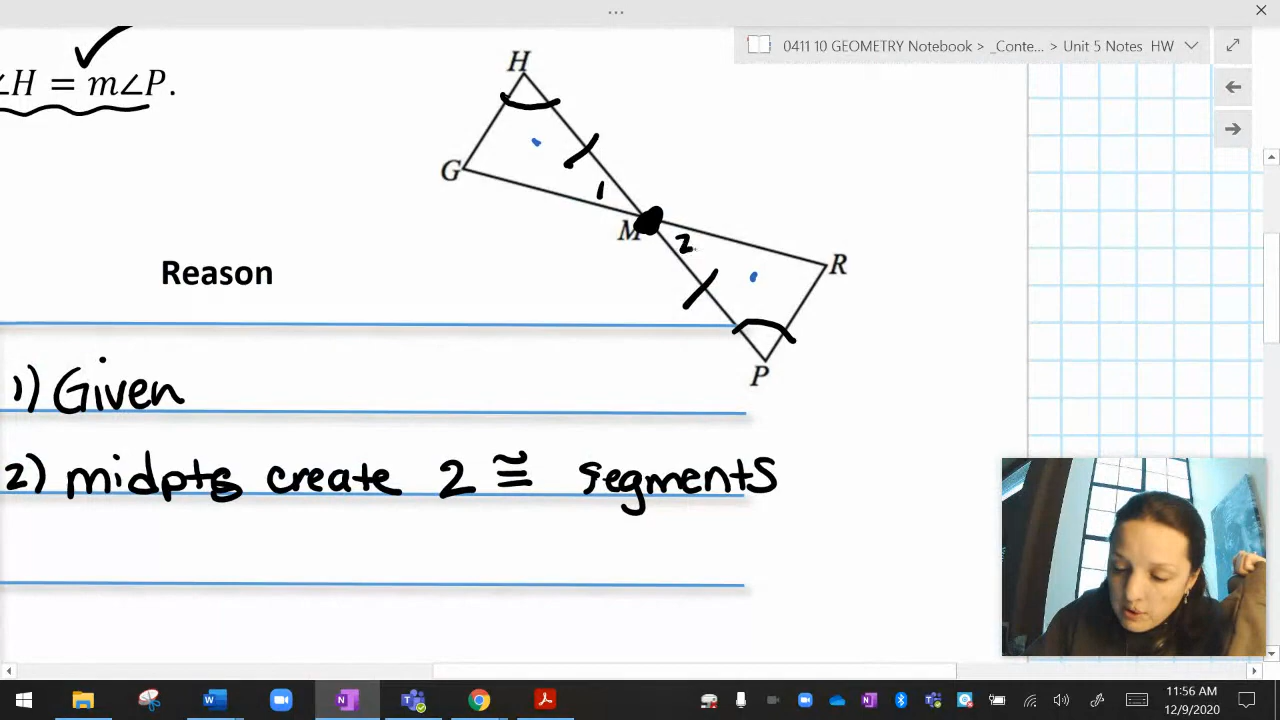 0411 10 GEOMETRY Notebook > _Conte... > Unit 5 Notes HW
∠H = m∠P.
H
G
1
M
2
R
P
Reason
1) Given
2) midpts create 2 ≅ segments
11:56 AM
12/9/2020